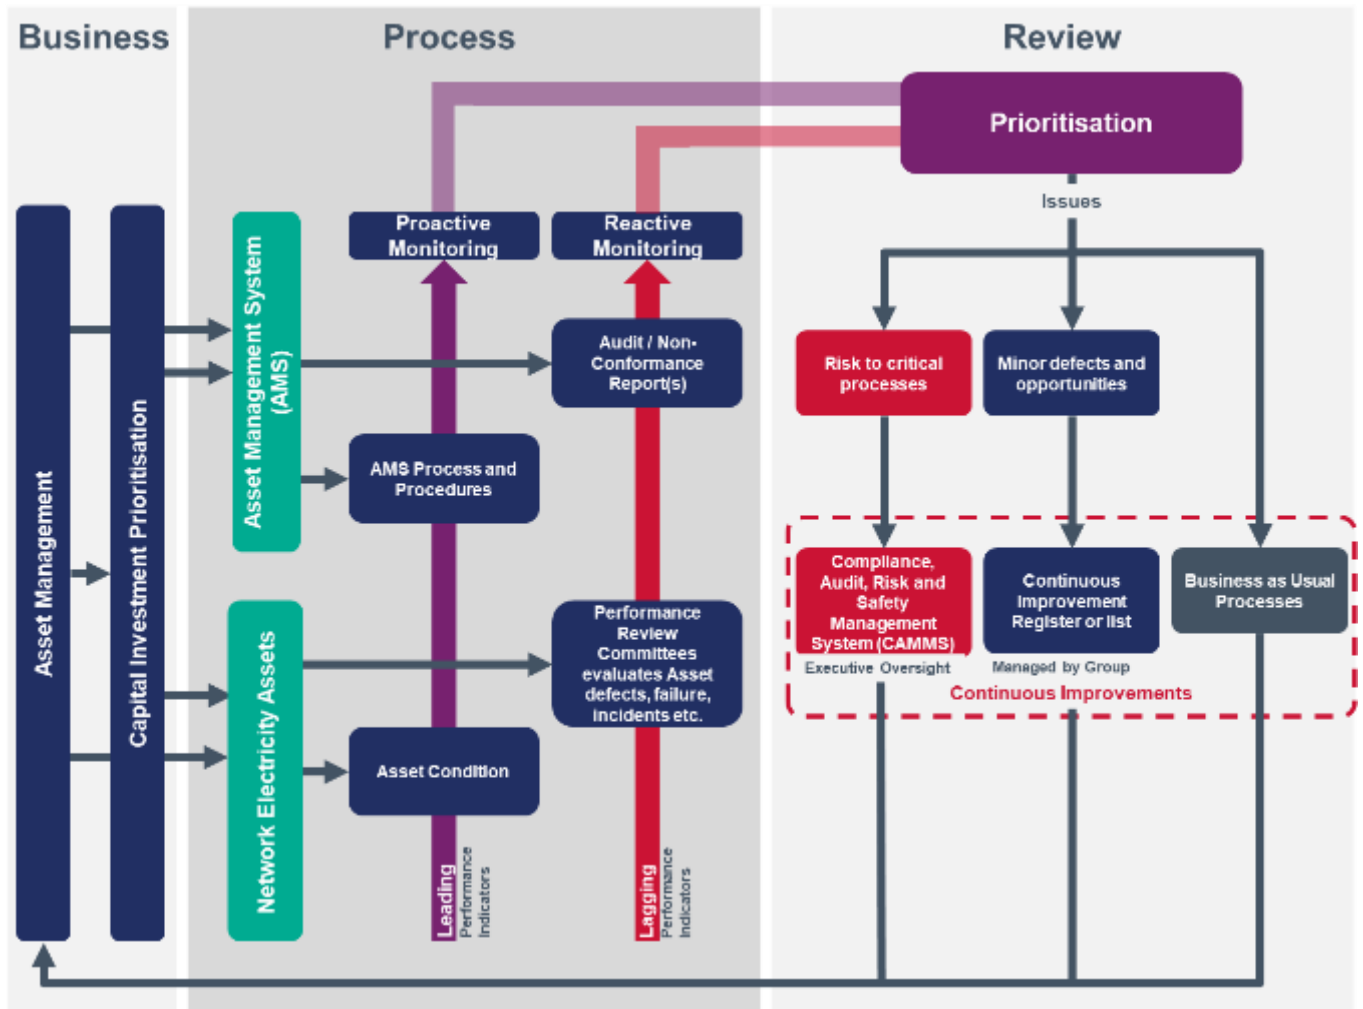 Business
Process
Review
Prioritisation
Issues
Asset Management
Capital Investment Prioritisation
Asset Management System
(AMS)
Network Electricity Assets
Proactive
Monitoring
Reactive
Monitoring
Audit / Non-
Conformance
Report(s)
AMS Process and
Procedures
Performance
Review
Committees
evaluates Asset
defects, failure,
incidents etc.
Asset Condition
Leading
Performance
Indicators
Lagging
Performance
Indicators
Risk to critical
processes
Minor defects and
opportunities
Compliance,
Audit, Risk and
Safety
Management
System (CAMMS)
Executive Oversight
Continuous
Improvement
Register or list
Managed by Group
Business as Usual
Processes
Continuous Improvements